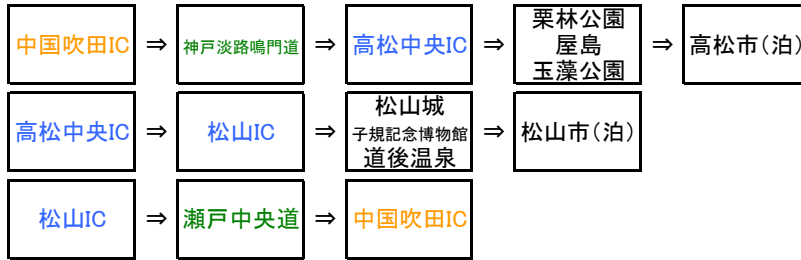 中国吹田IC ⇒ 神戸淡路鳴門道 ⇒ 高松中央IC ⇒ 栗林公園 屋島 玉藻公園 ⇒ 高松市(泊)
高松中央IC ⇒ 松山IC ⇒ 松山城 子規記念博物館 道後温泉 ⇒ 松山市(泊)
松山IC ⇒ 瀬戸中央道 ⇒ 中国吹田IC